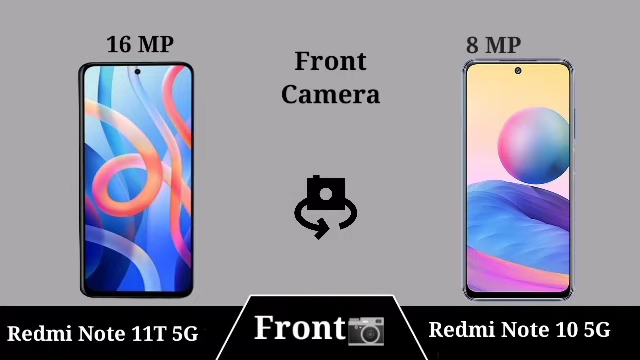 16 MP
Front
Camera
8 MP
Redmi Note 11T 5G
Front
Redmi Note 10 5G